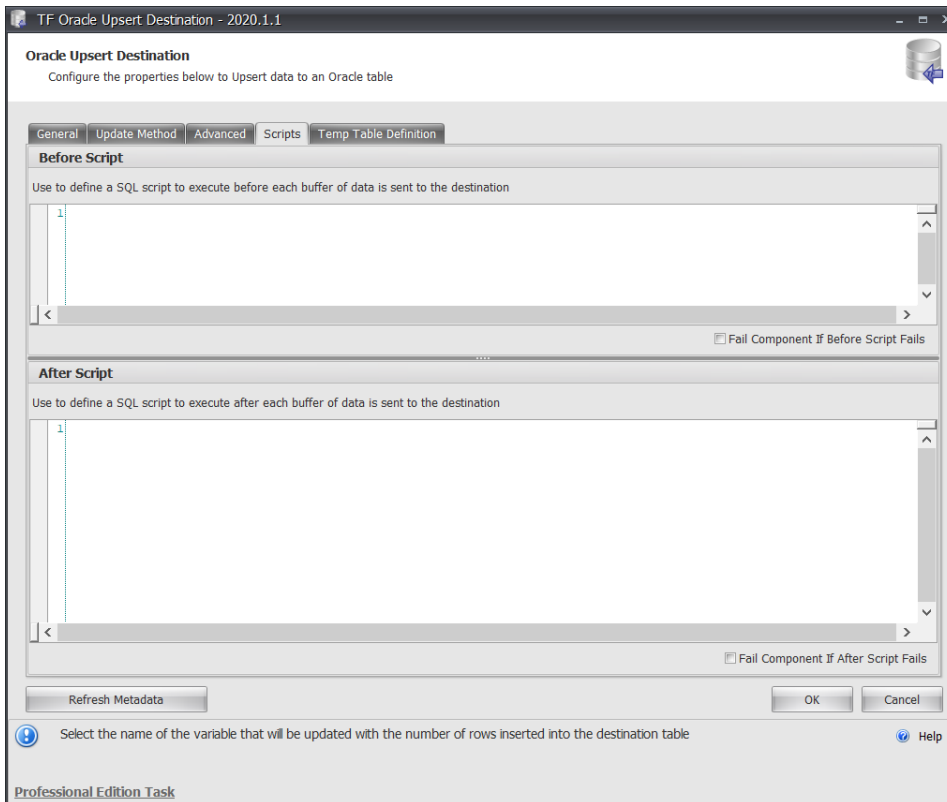 TF Oracle Upsert Destination - 2020.1.1
Oracle Upsert Destination
Configure the properties below to Upsert data to an Oracle table
General Update Method Advanced Scripts Temp Table Definition
Before Script
Use to define a SQL script to execute before each buffer of data is sent to the destination
1
Fail Component If Before Script Fails
After Script
Use to define a SQL script to execute after each buffer of data is sent to the destination
1
Fail Component If After Script Fails
Refresh Metadata OK Cancel
Select the name of the variable that will be updated with the number of rows inserted into the destination table Help
Professional Edition Task